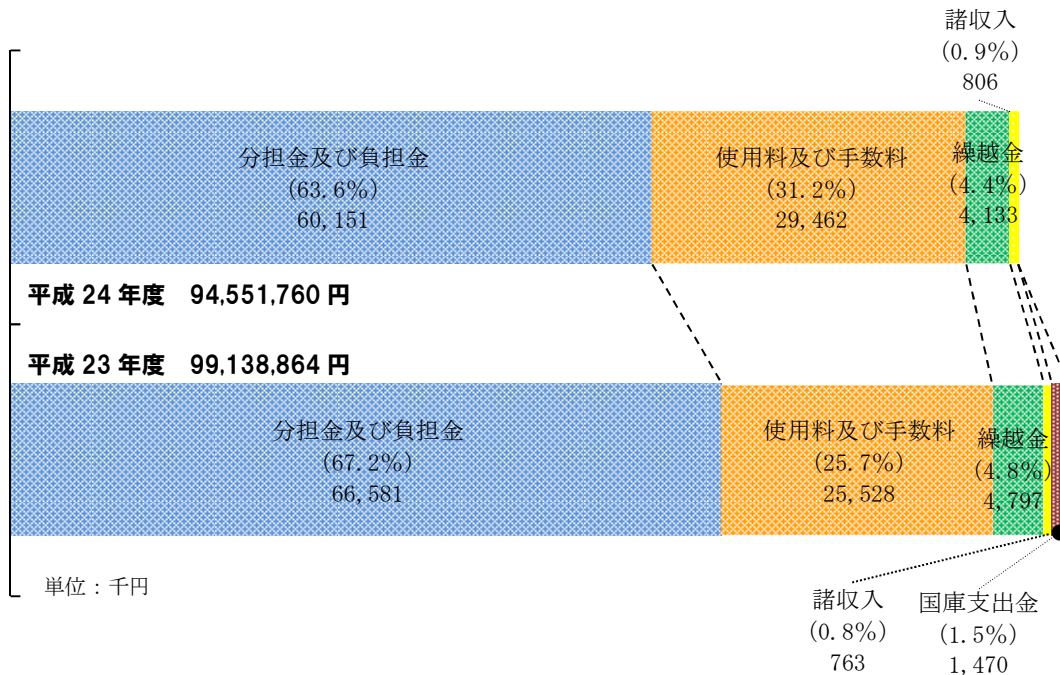 諸収入
(0.9%)
806
分担金及び負担金
(63.6%)
60,151
使用料及び手数料
(31.2%)
29,462
繰越金
(4.4%)
4,133
平成 24 年度　94,551,760 円
平成 23 年度　99,138,864 円
分担金及び負担金
(67.2%)
66,581
使用料及び手数料
(25.7%)
25,528
繰越金
(4.8%)
4,797
単位：千円
諸収入
(0.8%)
763
国庫支出金
(1.5%)
1,470